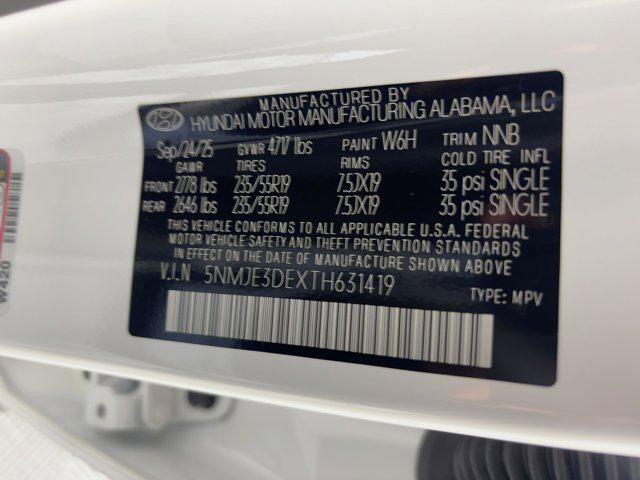 MANUFACTURED BY
HYUNDAI MOTOR MANUFACTURING ALABAMA, LLC
Sep/24/25 GVWR 4717 lbs PAINT W6H TRIM NNB
GAWR TIRES RIMS COLD TIRE INFL
FRONT 2778 lbs 235/55R19 7.5JX19 35 psi SINGLE
REAR 2646 lbs 235/55R19 7.5JX19 35 psi SINGLE
THIS VEHICLE CONFORMS TO ALL APPLICABLE U.S.A. FEDERAL
MOTOR VEHICLE SAFETY AND THEFT PREVENTION STANDARDS
IN EFFECT ON THE DATE OF MANUFACTURE SHOWN ABOVE
V.I.N 5NMJE3DEXTH631419
TYPE: MPV
W420